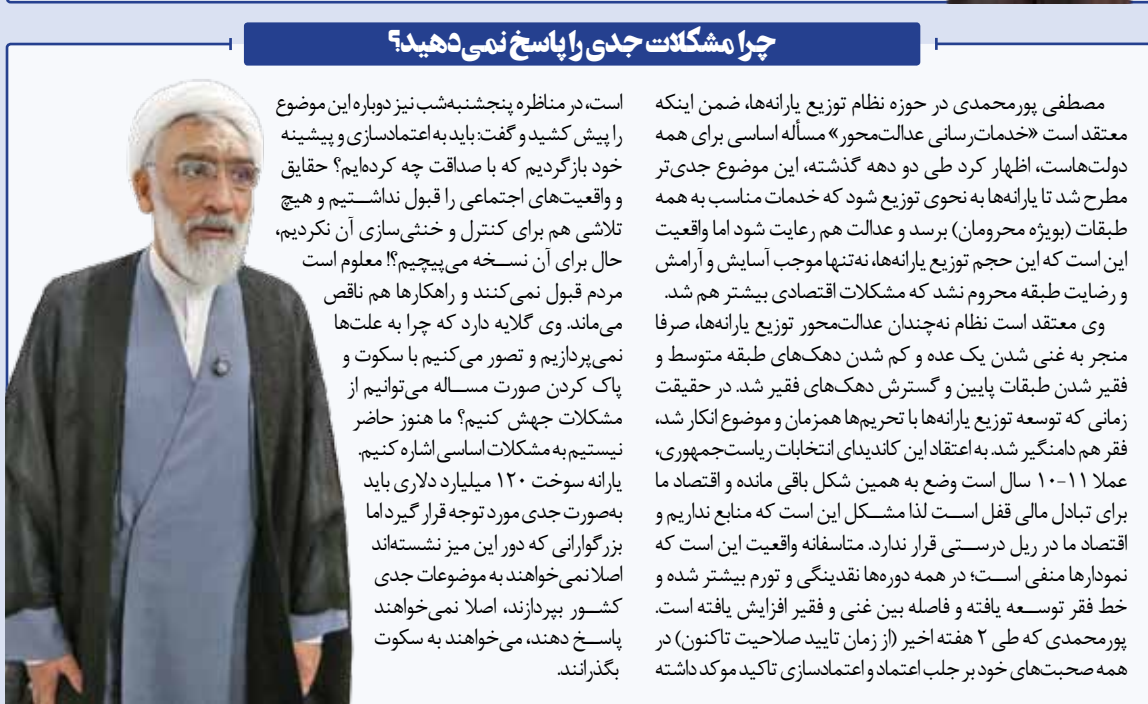 چرا مشکلات جدی را پاسخ نمی‌دهید؟
مصطفی پورمحمدی در حوزه نظام توزیع یارانه‌ها، ضمن اینکه
معتقد است «خدمات‌رسانی عدالت‌محور» مسأله اساسی برای همه
دولت‌هاست، اظهار کرد طی دو دهه گذشته، این موضوع جدی‌تر
مطرح شد تا یارانه‌ها به نحوی توزیع شود که خدمات مناسب به همه
طبقات (بویژه محرومان) برسد و عدالت هم رعایت شود اما واقعیت
این است که این حجم توزیع یارانه‌ها، نه‌تنها موجب آسایش و آرامش
و رضایت طبقه محروم نشد که مشکلات اقتصادی بیشتر هم شد.
وی معتقد است نظام نه‌چندان عدالت‌محور توزیع یارانه‌ها، صرفا
منجر به غنی شدن یک عده و کم شدن دهک‌های طبقه متوسط و
فقیر شدن طبقات پایین و گسترش دهک‌های فقیر شد. در حقیقت
زمانی که توسعه توزیع یارانه‌ها با تحریم‌ها همزمان و موضوع انکار شد،
فقر هم دامنگیر شد. به اعتقاد این کاندیدای انتخابات ریاست‌جمهوری،
عملا ۱۱-۱۰ سال است وضع به همین شکل باقی مانده و اقتصاد ما
برای تبادل مالی قفل است لذا مشکل این است که منابع نداریم و
اقتصاد ما در ریل درستی قرار ندارد. متاسفانه واقعیت این است که
نمودارها منفی است؛ در همه دوره‌ها نقدینگی و تورم بیشتر شده و
خط فقر توسعه یافته و فاصله بین غنی و فقیر افزایش یافته است.
پورمحمدی که طی ۲ هفته اخیر (از زمان تایید صلاحیت تاکنون) در
همه صحبت‌های خود بر جلب اعتماد و اعتمادسازی تاکید موکد داشته
است، در مناظره پنجشنبه‌شب نیز دوباره این موضوع
را پیش کشید و گفت: باید به اعتمادسازی و پیشینه
خود بازگردیم که با صداقت چه کرده‌ایم؟ حقایق
و واقعیت‌های اجتماعی را قبول نداشتیم و هیچ
تلاشی هم برای کنترل و خنثی‌سازی آن نکردیم،
حال برای آن نسخه می‌پیچیم؟! معلوم است
مردم قبول نمی‌کنند و راهکارها هم ناقص
می‌ماند. وی گلایه دارد که چرا به علت‌ها
نمی‌پردازیم و تصور می‌کنیم با سکوت و
پاک کردن صورت مساله می‌توانیم از
مشکلات جهش کنیم؟ ما هنوز حاضر
نیستیم به مشکلات اساسی اشاره کنیم.
یارانه سوخت ۱۲۰ میلیارد دلاری باید
به‌صورت جدی مورد توجه قرار گیرد اما
بزرگوارانی که دور این میز نشسته‌اند
اصلا نمی‌خواهند به موضوعات جدی
کشور بپردازند، اصلا نمی‌خواهند
پاسخ دهند، می‌خواهند به سکوت
بگذرانند.